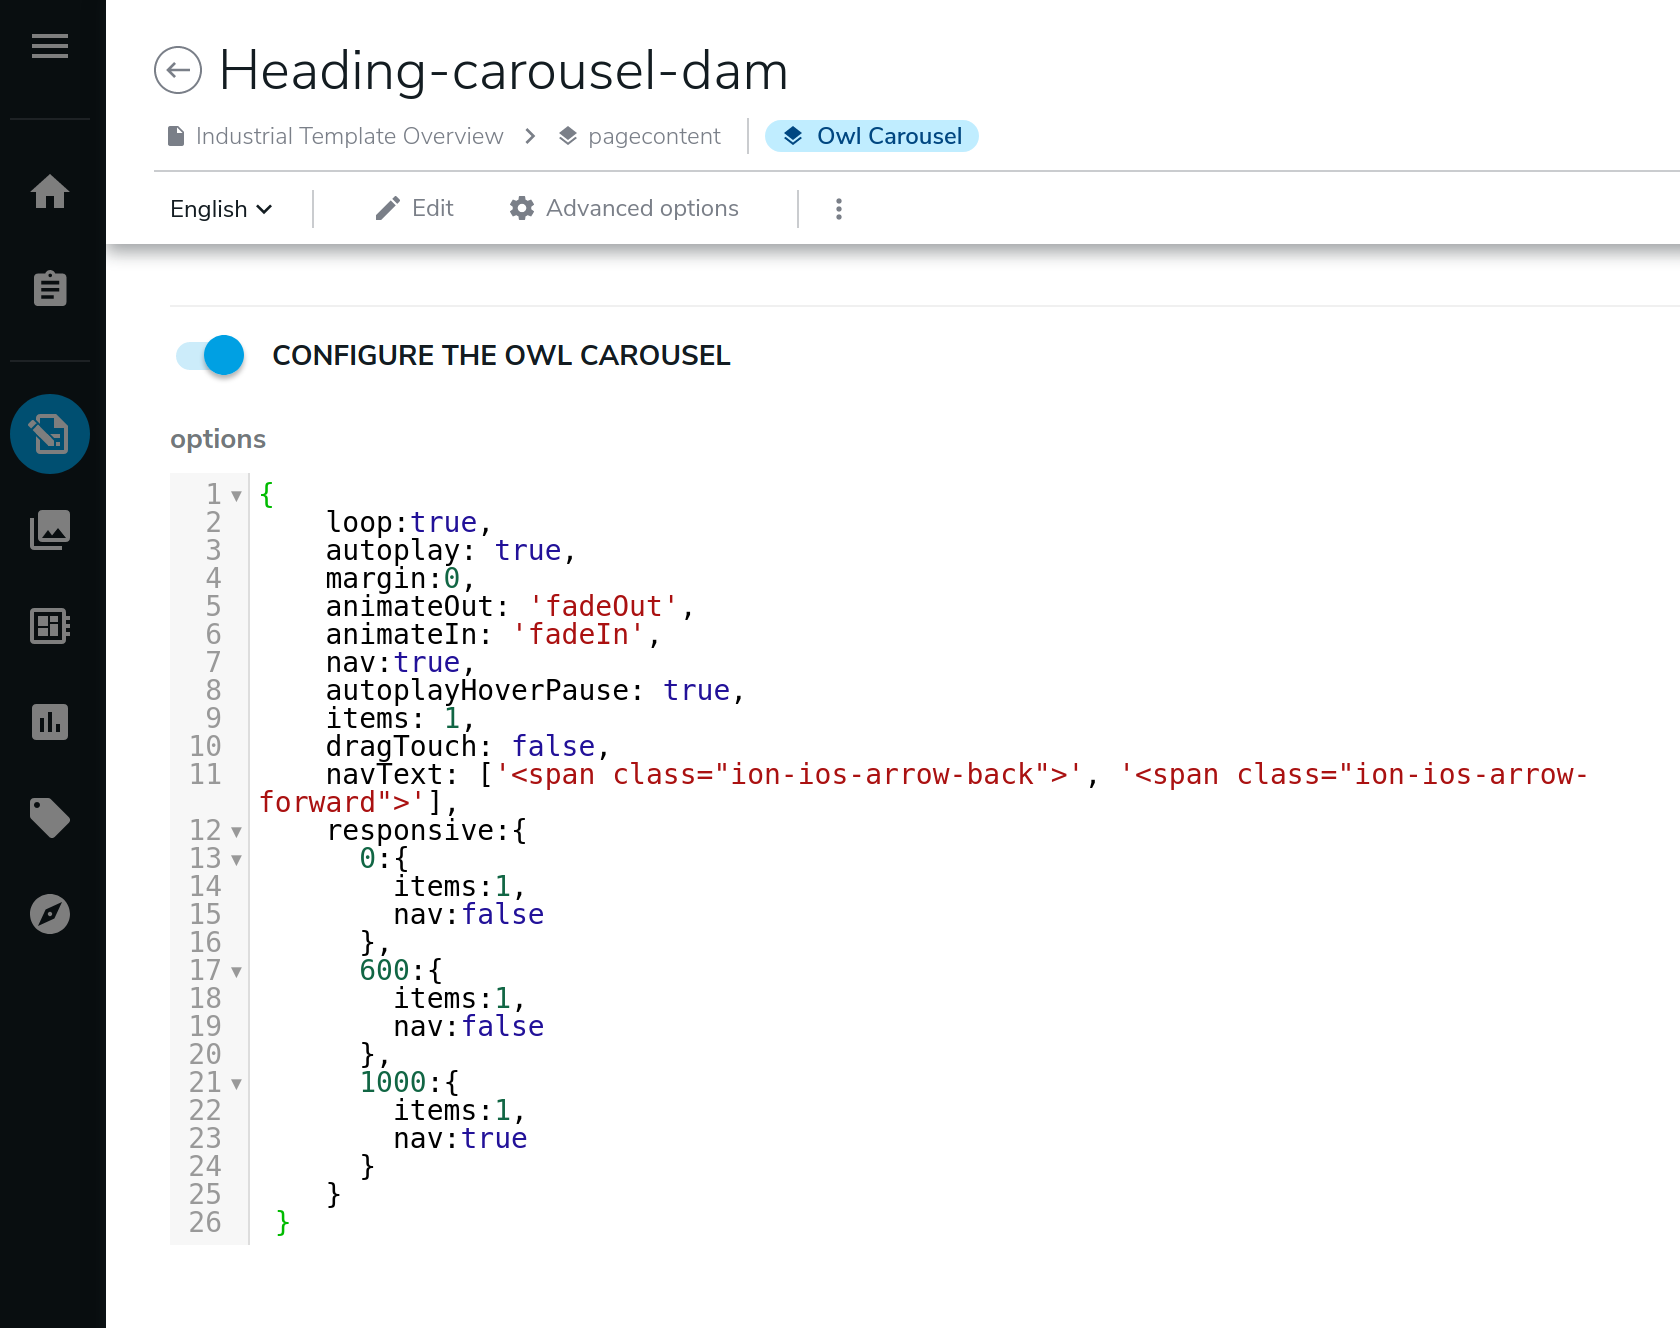 Heading-carousel-dam
Industrial Template Overview pagecontent Owl Carousel
English Edit Advanced options
CONFIGURE THE OWL CAROUSEL
options
1 {
2     loop:true,
3     autoplay: true,
4     margin:0,
5     animateOut: 'fadeOut',
6     animateIn: 'fadeIn',
7     nav:true,
8     autoplayHoverPause: true,
9     items: 1,
10     dragTouch: false,
11     navText: ['<span class="ion-ios-arrow-back">', '<span class="ion-ios-arrow-
forward">'],
12     responsive:{
13       0:{
14         items:1,
15         nav:false
16       },
17       600:{
18         items:1,
19         nav:false
20       },
21       1000:{
22         items:1,
23         nav:true
24       }
25     }
26  }